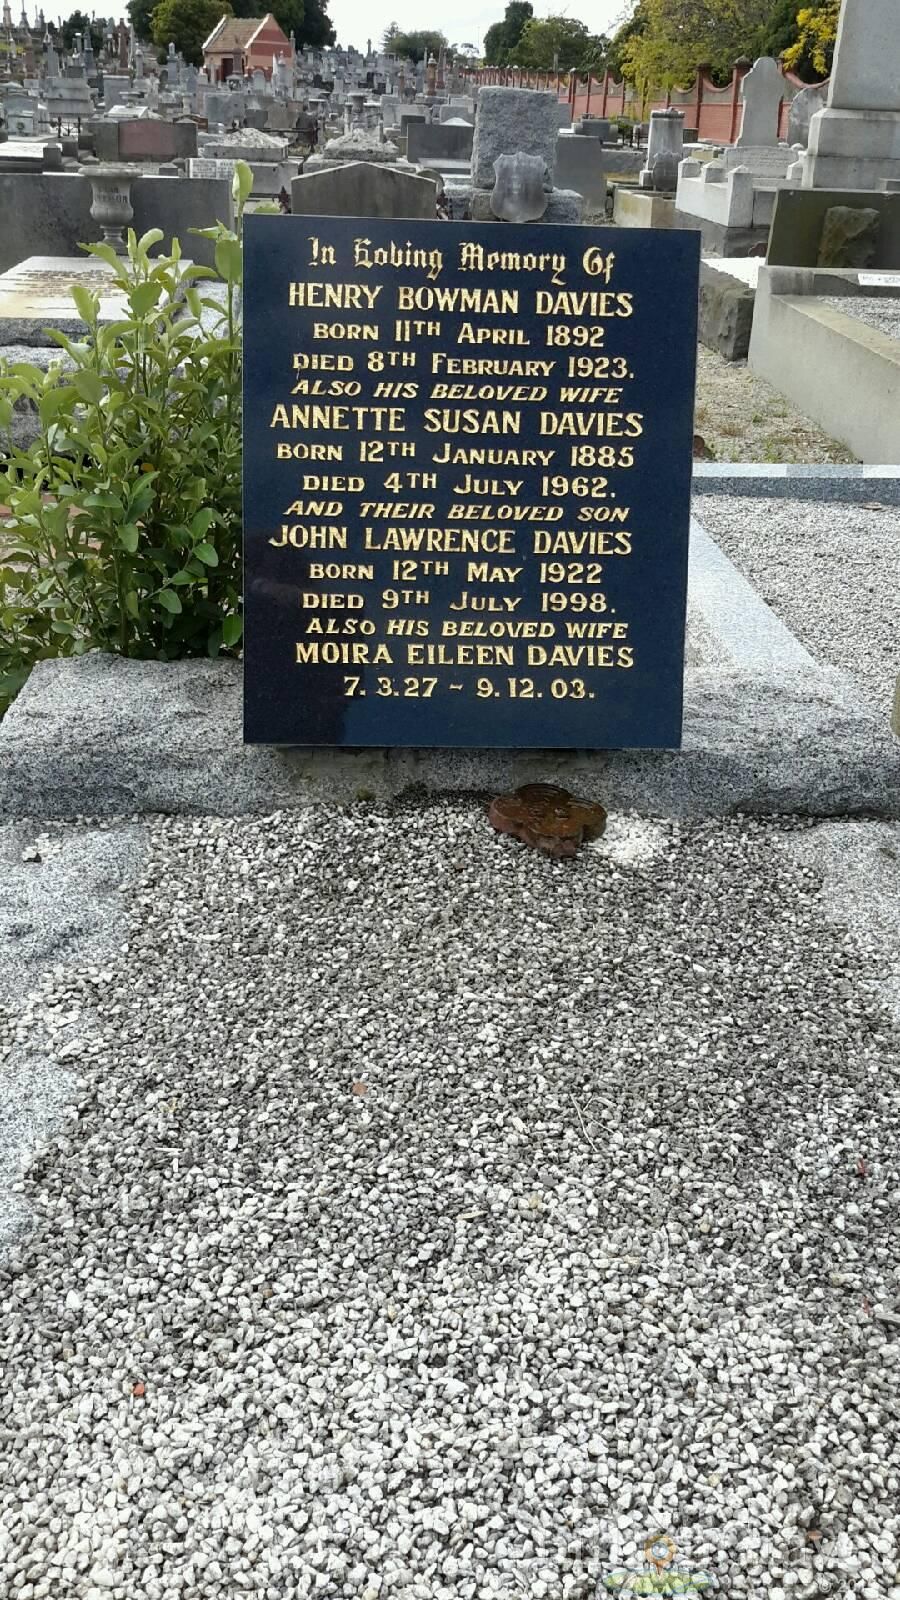 In Loving Memory Of
HENRY BOWMAN DAVIES
BORN 11TH APRIL 1892
DIED 8TH FEBRUARY 1923.
ALSO HIS BELOVED WIFE
ANNETTE SUSAN DAVIES
BORN 12TH JANUARY 1885
DIED 4TH JULY 1962.
AND THEIR BELOVED SON
JOHN LAWRENCE DAVIES
BORN 12TH MAY 1922
DIED 9TH JULY 1998.
ALSO HIS BELOVED WIFE
MOIRA EILEEN DAVIES
7.3.27 - 9.12.03.